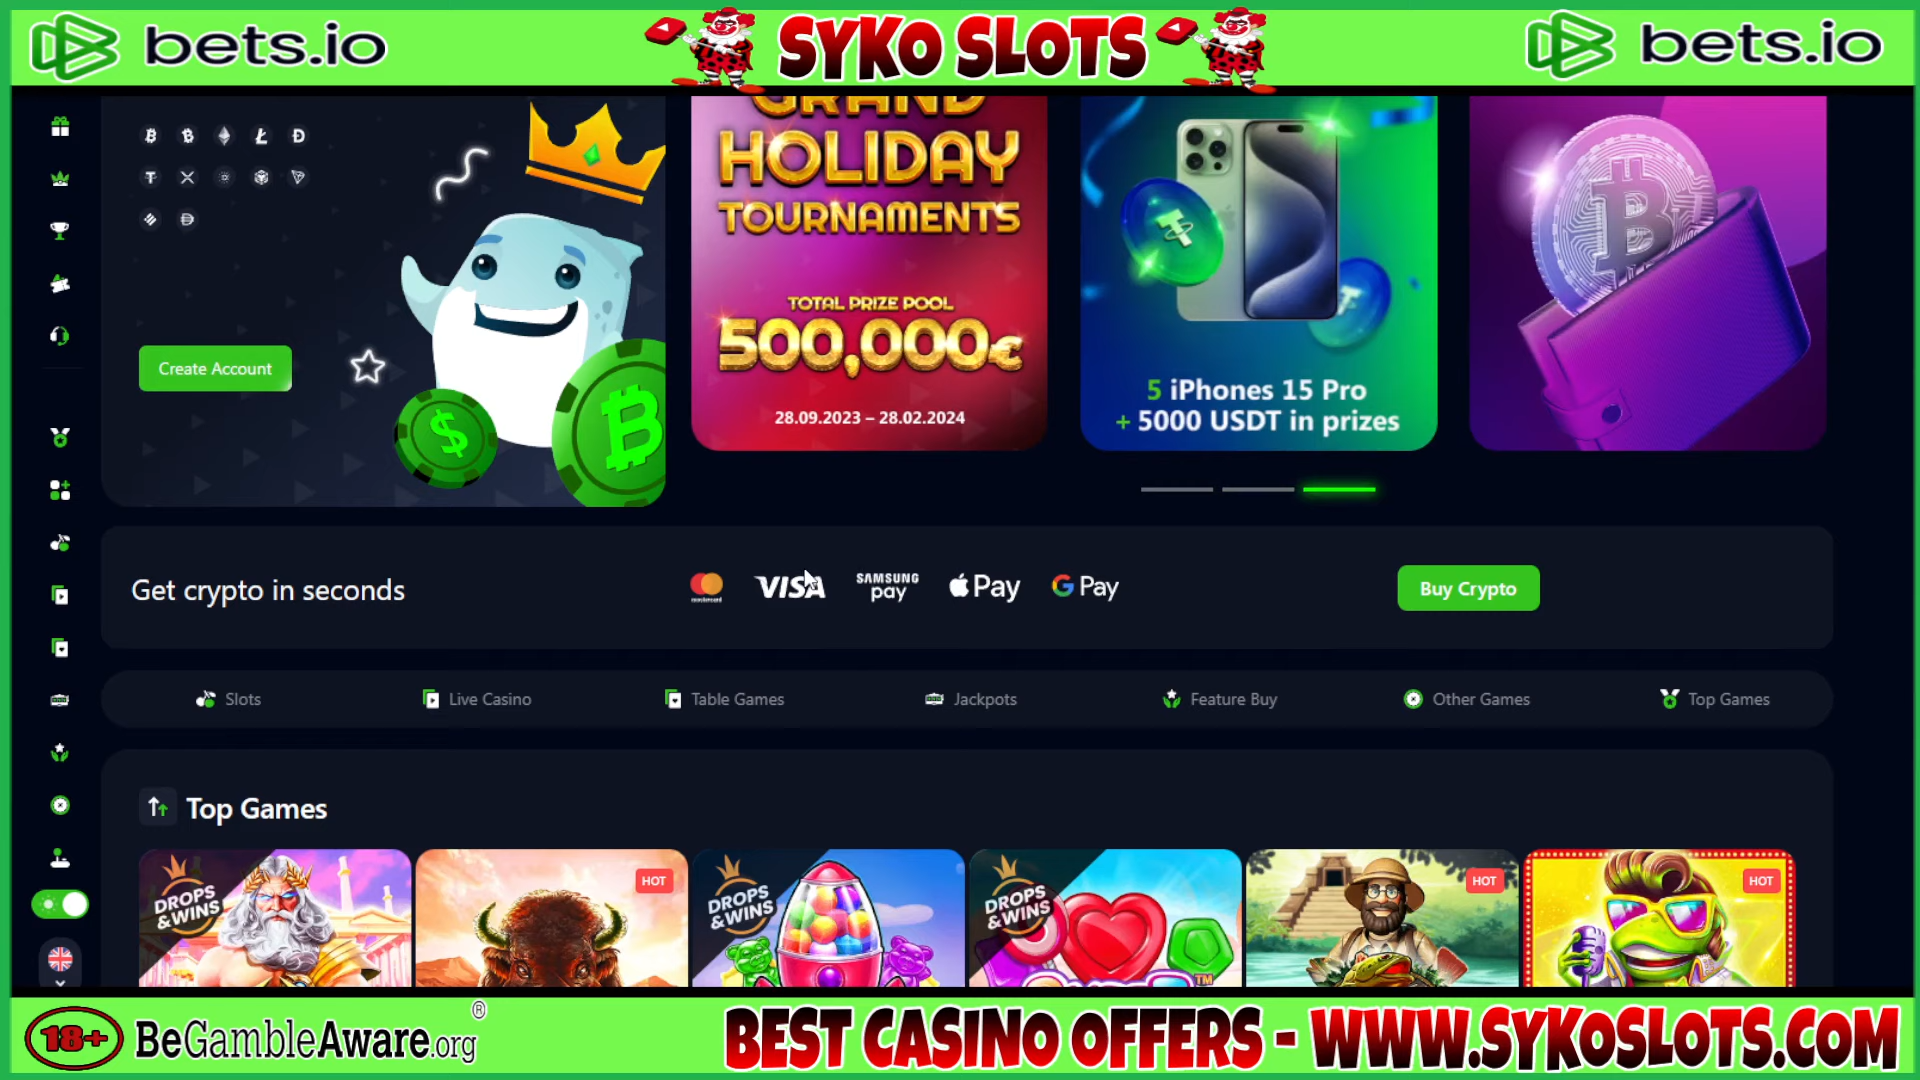 bets.io
SYKO SLOTS
bets.io
GRAND
HOLIDAY
TOURNAMENTS
TOTAL PRIZE POOL
500,000€
28.09.2023 – 28.02.2024
5 iPhones 15 Pro
+ 5000 USDT in prizes
Create Account
Get crypto in seconds
mastercard
VISA
SAMSUNG
pay
Pay
G Pay
Buy Crypto
Slots
Live Casino
Table Games
Jackpots
Feature Buy
Other Games
Top Games
Top Games
DROPS
&WINS
HOT
DROPS
&WINS
DROPS
&WINS
TM
HOT
HOT
18+
BeGambleAware.org®
BEST CASINO OFFERS - WWW.SYKOSLOTS.COM